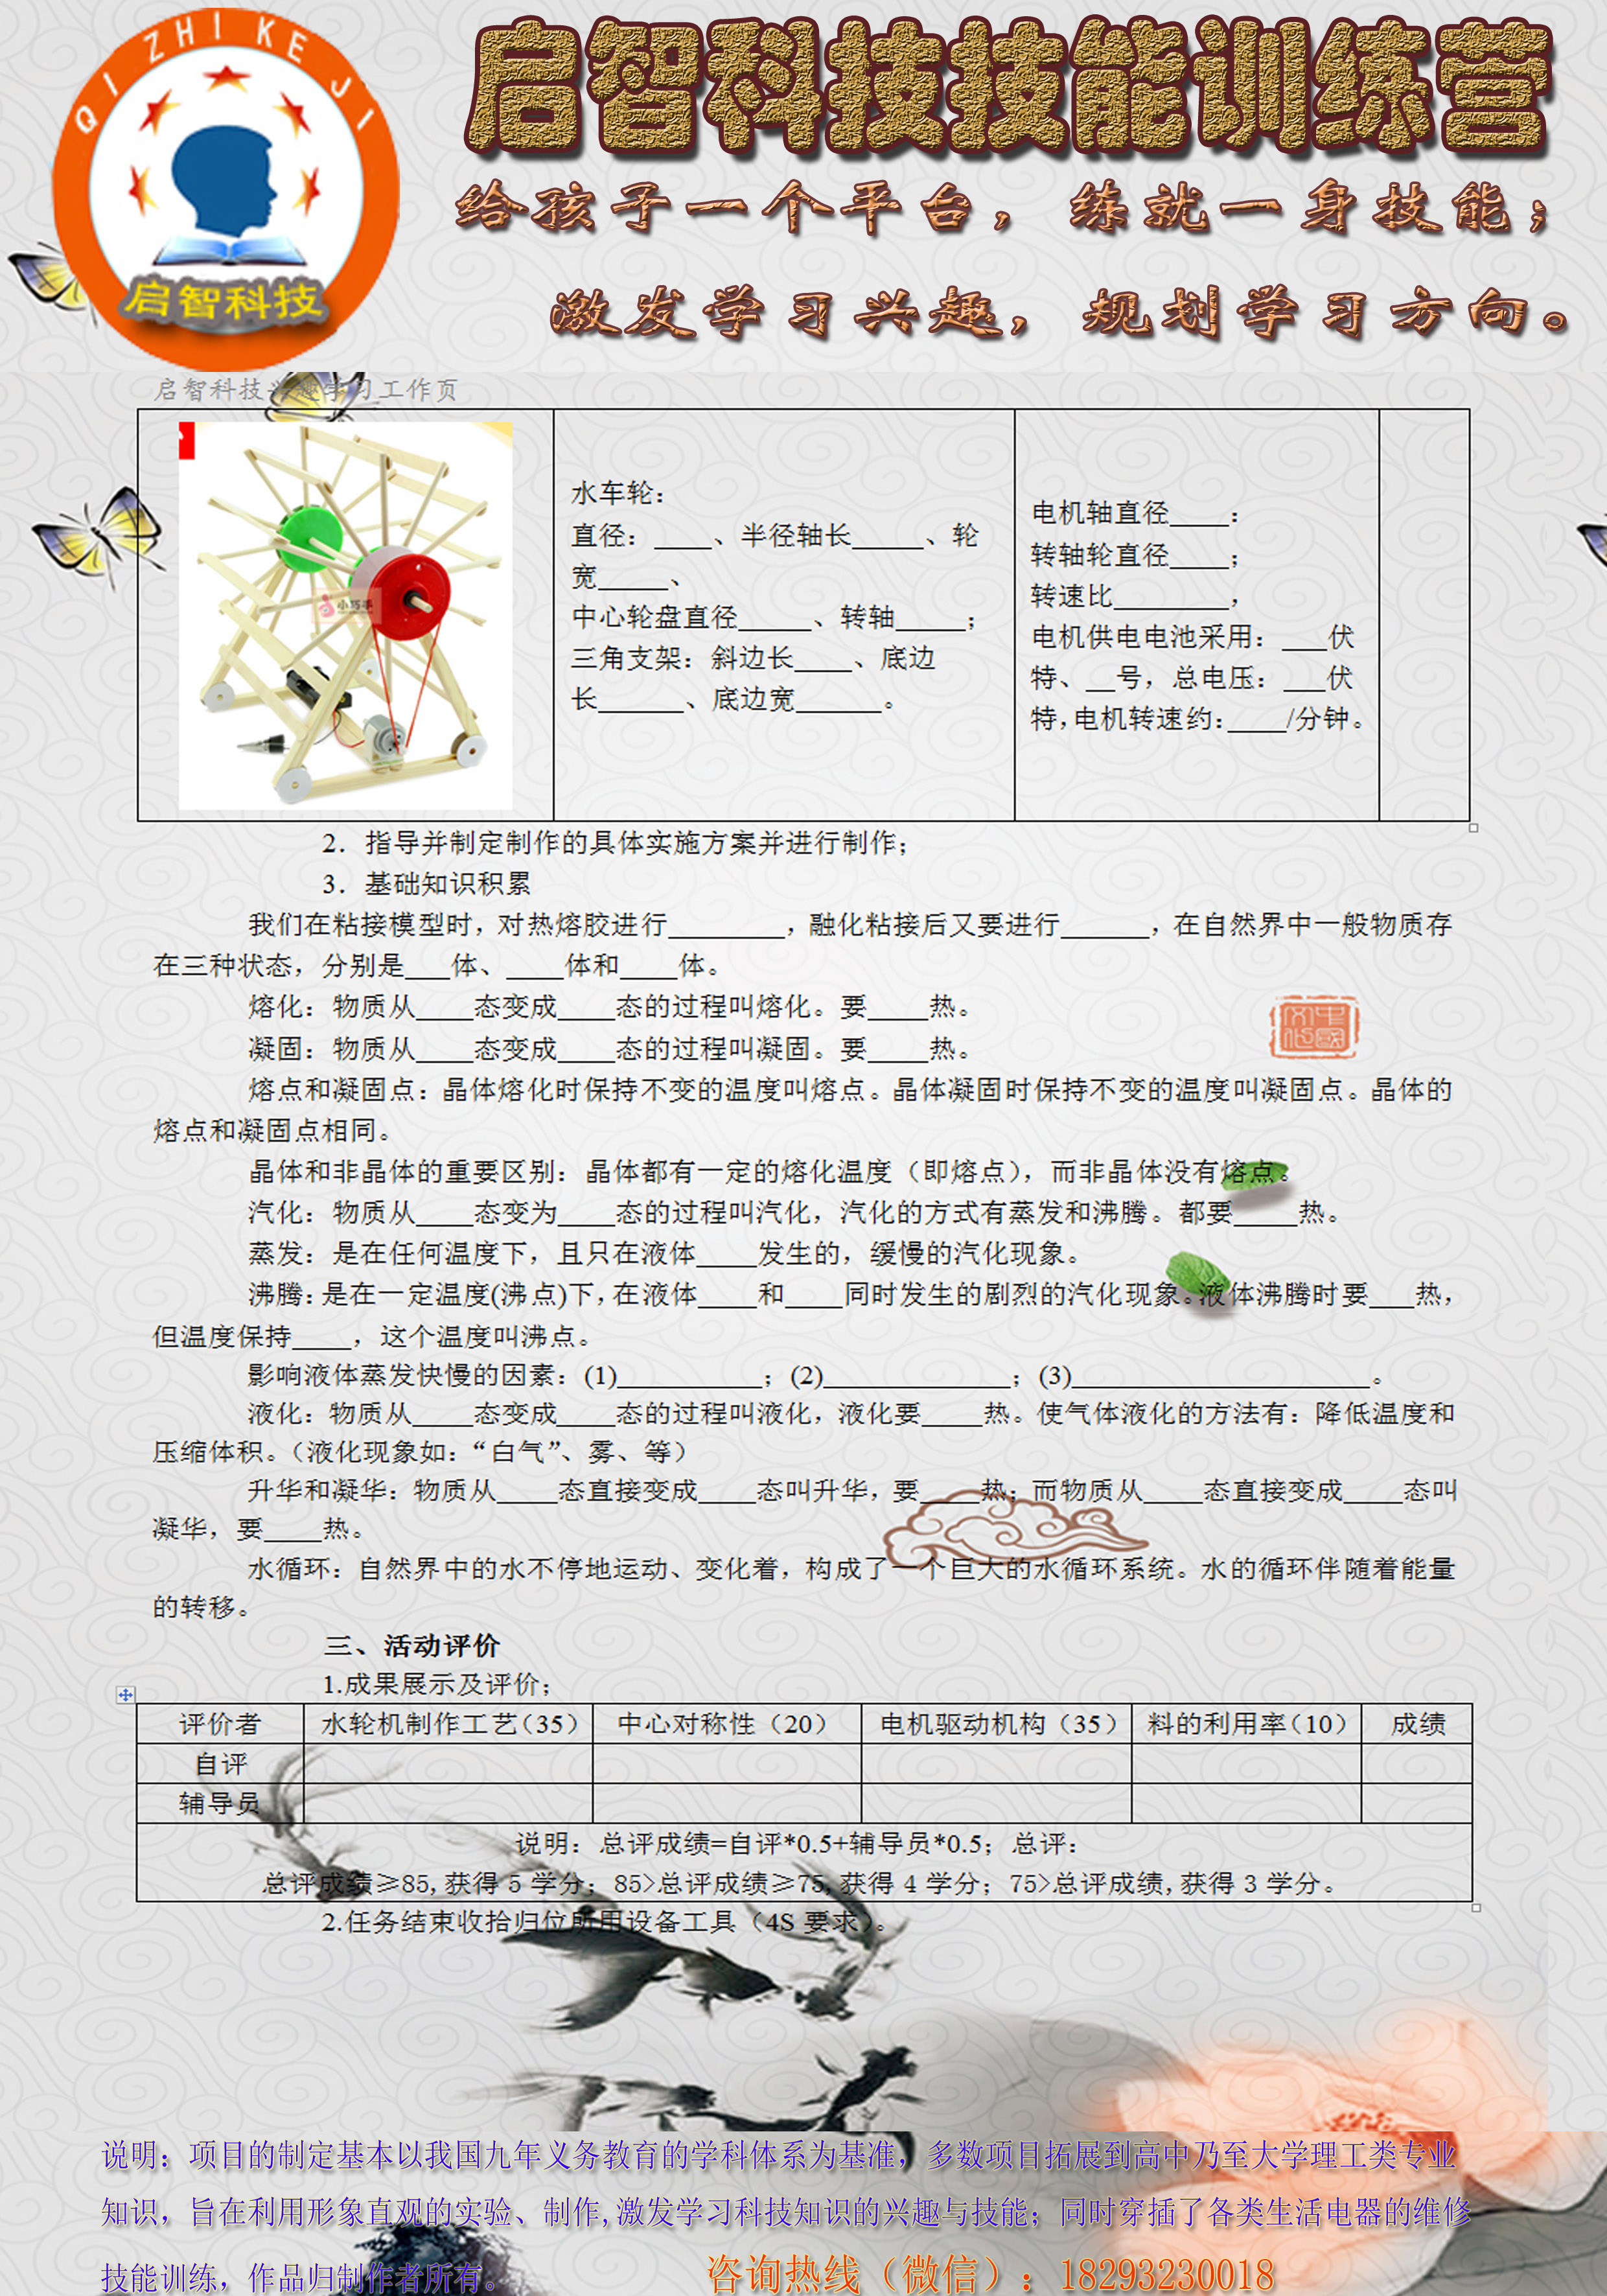 QI ZHI KE JI
启智科技
启智科技技能训练营
给孩子一个平台，练就一身技能；
激发学习兴趣，规划学习方向。
启智科技兴趣学习工作页
小巧手
水车轮：
直径：____、半径轴长_____、轮
宽_____、
中心轮盘直径_____、转轴_____；
三角支架：斜边长____、底边
长______、底边宽______。
电机轴直径____：
转轴轮直径____；
转速比________，
电机供电电池采用：___伏
特、__号，总电压：___伏
特，电机转速约：____/分钟。
2．指导并制定制作的具体实施方案并进行制作；
3．基础知识积累
我们在粘接模型时，对热熔胶进行________，融化粘接后又要进行______，在自然界中一般物质存
在三种状态，分别是___体、____体和____体。
熔化：物质从____态变成____态的过程叫熔化。要____热。
凝固：物质从____态变成____态的过程叫凝固。要____热。
熔点和凝固点：晶体熔化时保持不变的温度叫熔点。晶体凝固时保持不变的温度叫凝固点。晶体的
熔点和凝固点相同。
晶体和非晶体的重要区别：晶体都有一定的熔化温度（即熔点），而非晶体没有熔点。
汽化：物质从____态变为____态的过程叫汽化，汽化的方式有蒸发和沸腾。都要____热。
蒸发：是在任何温度下，且只在液体____发生的，缓慢的汽化现象。
沸腾：是在一定温度(沸点)下，在液体____和____同时发生的剧烈的汽化现象。液体沸腾时要___热，
但温度保持____，这个温度叫沸点。
影响液体蒸发快慢的因素：(1)__________；(2)_____________；(3)_____________________。
液化：物质从____态变成____态的过程叫液化，液化要____热。使气体液化的方法有：降低温度和
压缩体积。（液化现象如：“白气”、雾、等）
升华和凝华：物质从____态直接变成____态叫升华，要____热；而物质从____态直接变成____态叫
凝华，要____热。
水循环：自然界中的水不停地运动、变化着，构成了一个巨大的水循环系统。水的循环伴随着能量
的转移。
三、活动评价
1.成果展示及评价；
评价者 水轮机制作工艺（35） 中心对称性（20） 电机驱动机构（35） 料的利用率（10） 成绩
自评
辅导员
说明：总评成绩=自评*0.5+辅导员*0.5；总评：
总评成绩≥85,获得 5 学分；85>总评成绩≥75,获得 4 学分；75>总评成绩,获得 3 学分。
2.任务结束收拾归位所用设备工具（4S 要求）。
说明：项目的制定基本以我国九年义务教育的学科体系为基准，多数项目拓展到高中乃至大学理工类专业
知识，旨在利用形象直观的实验、制作,激发学习科技知识的兴趣与技能；同时穿插了各类生活电器的维修
技能训练，作品归制作者所有。
咨询热线（微信）：18293230018